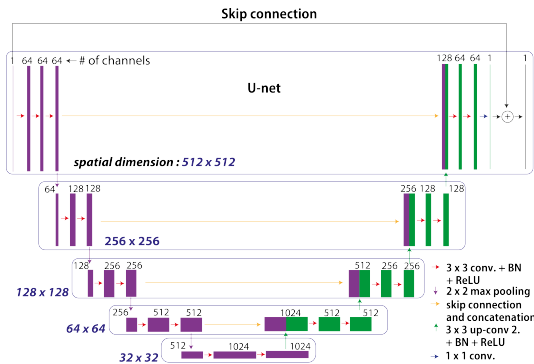 Skip connection
1 64 64 64 ← # of channels
128 64 64 1 1
U-net
+
spatial dimension : 512 x 512
64 128 128
256 128 128
256 x 256
128 256 256
512 256 256
128 x 128
256 512 512
1024 512 512
64 x 64
512 1024 1024
32 x 32
3 x 3 conv. + BN
+ ReLU
2 x 2 max pooling
skip connection
and concatenation
3 x 3 up-conv 2.
+ BN + ReLU
1 x 1 conv.